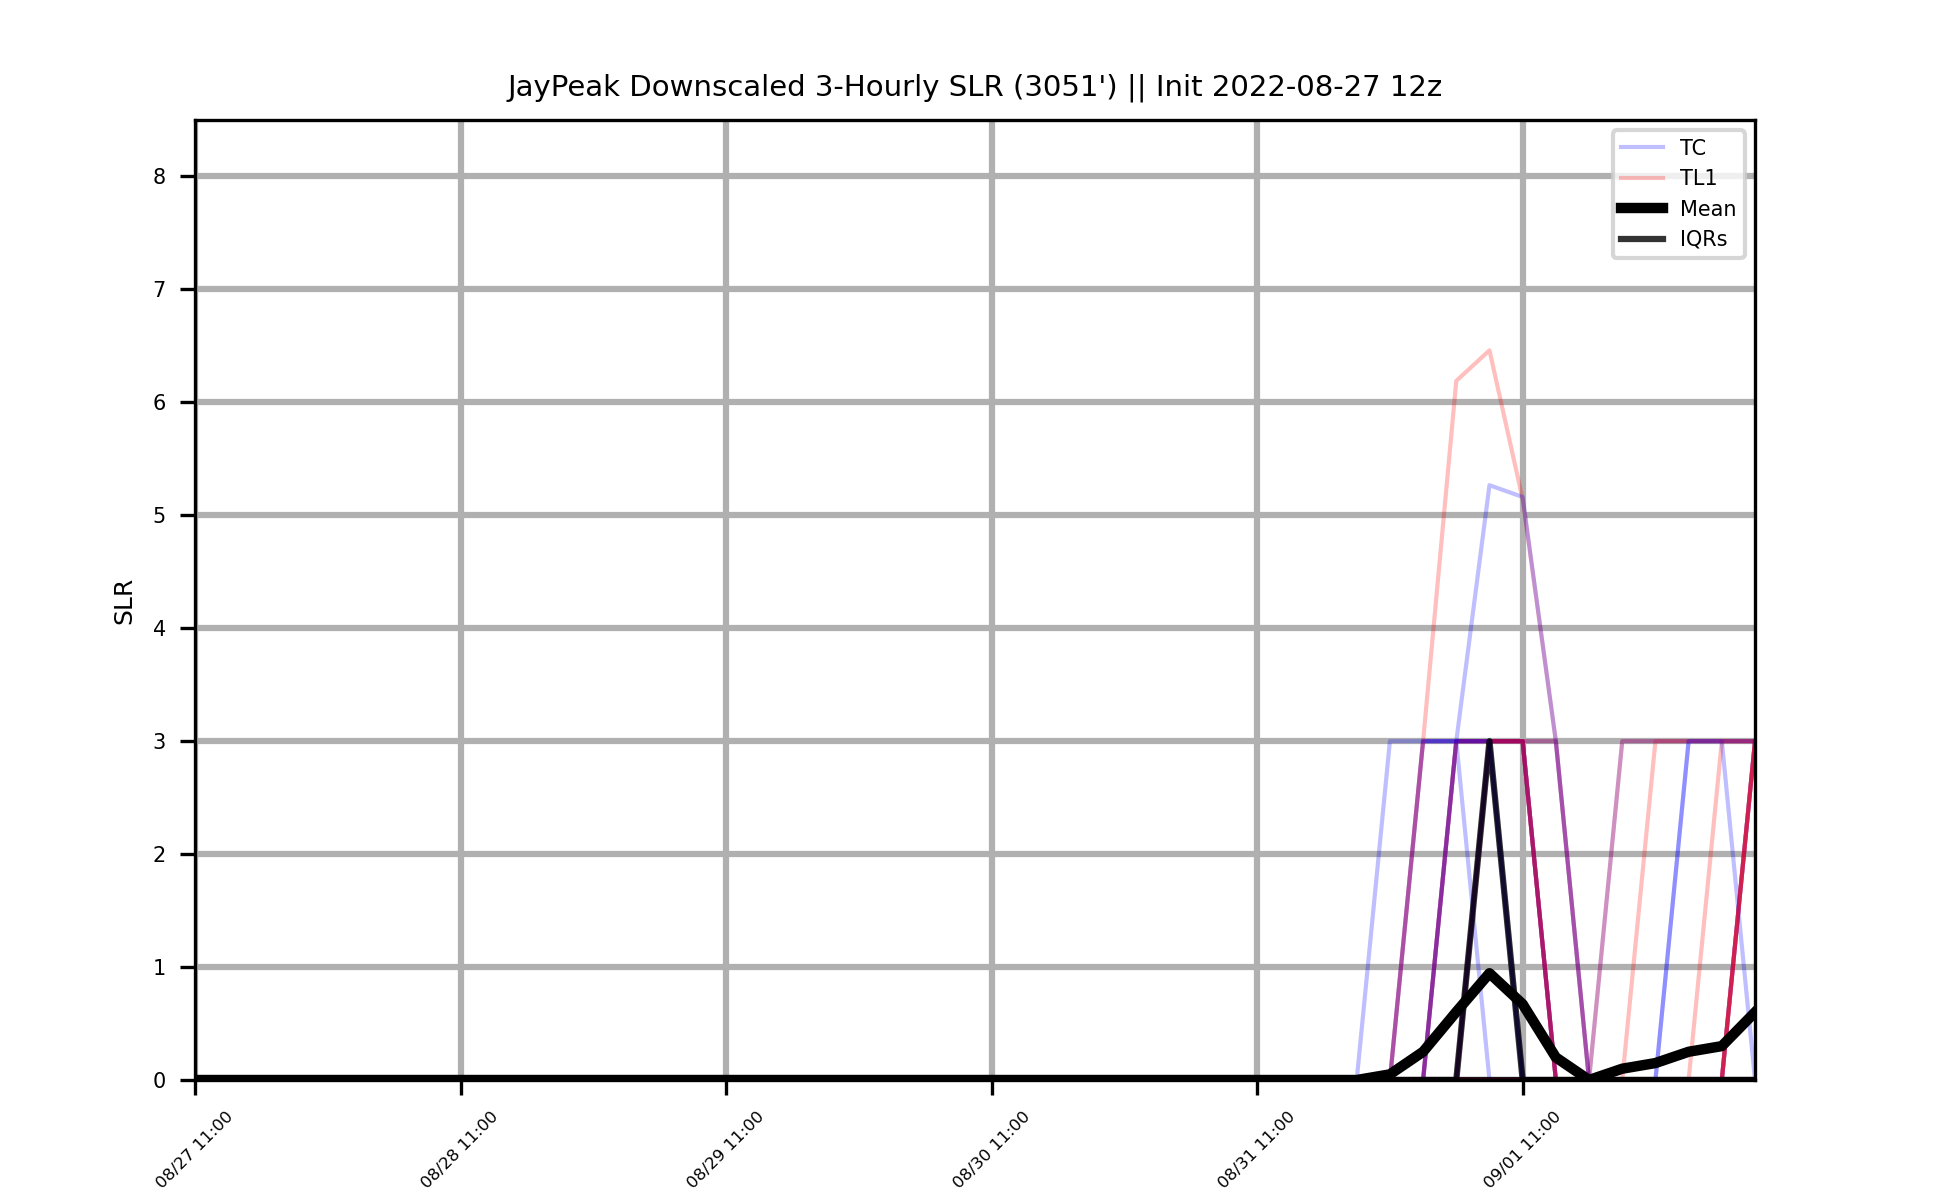 JayPeak Downscaled 3-Hourly SLR (3051') || Init 2022-08-27 12z
TC
TL1
Mean
IQRs
SLR
8
7
6
5
4
3
2
1
0
08/27 11:00
08/28 11:00
08/29 11:00
08/30 11:00
08/31 11:00
09/01 11:00